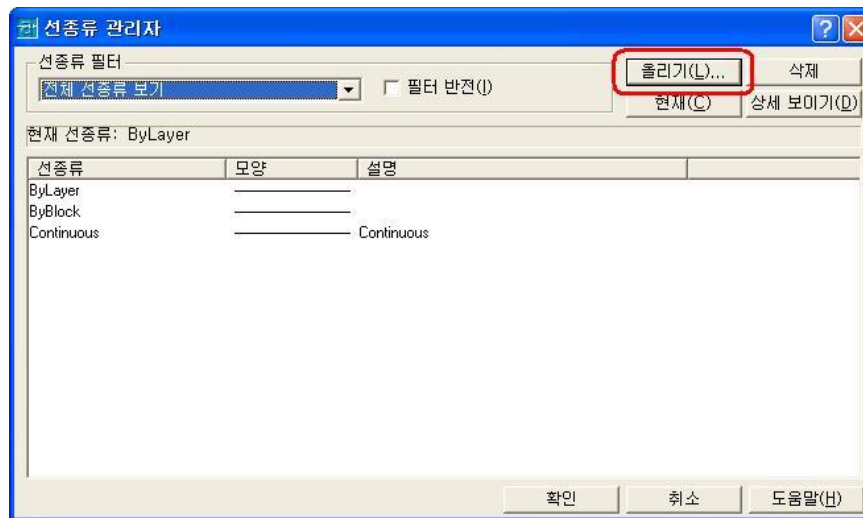 선종류 관리자
선종류 필터
전체 선종류 보기
필터 반전(I)
올리기(L)... 삭제
현재(C) 상세 보이기(D)
현재 선종류: ByLayer
선종류 모양 설명
ByLayer
ByBlock
Continuous Continuous
확인 취소 도움말(H)